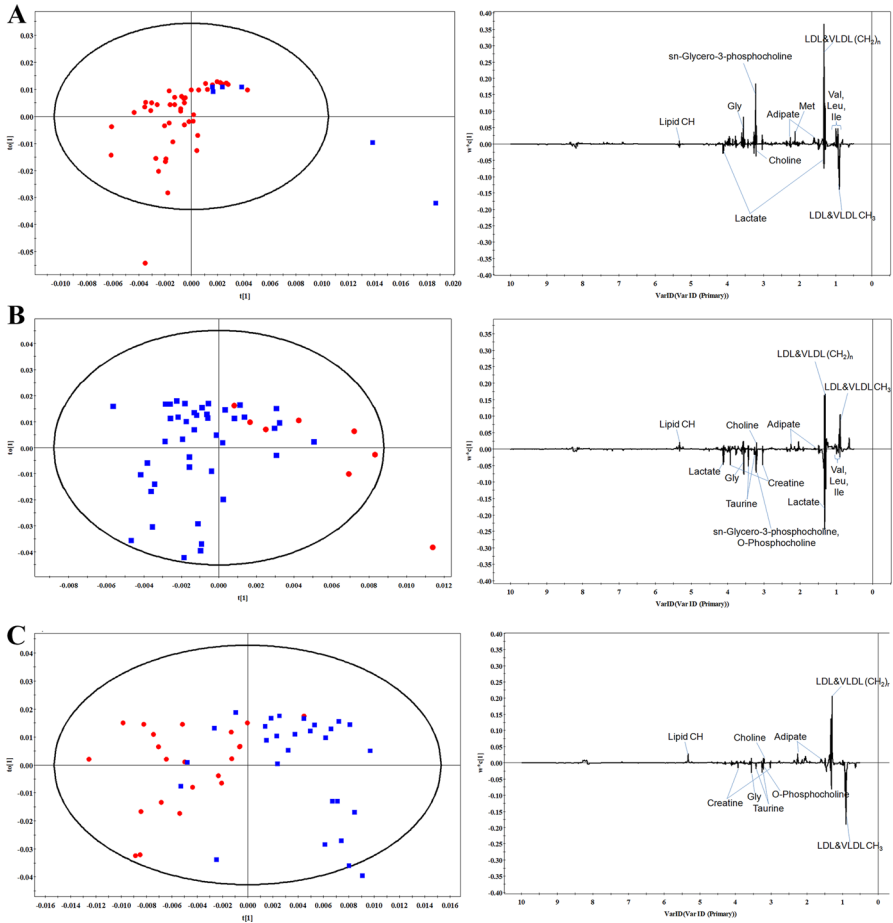 A
0.03
0.02
0.01
0.00
-0.01
-0.02
-0.03
-0.04
-0.05
to[1]
-0.010 -0.008 -0.006 -0.004 -0.002 0.000 0.002 0.004 0.006 0.008 0.010 0.012 0.014 0.016 0.018 0.020
t[1]
0.40
0.35
0.30
0.25
0.20
0.15
0.10
0.05
0.00
-0.05
-0.10
-0.15
-0.20
-0.25
-0.30
-0.35
-0.40
w*c[1]
LDL&VLDL (CH2)n
sn-Glycero-3-phosphocholine
Gly
Adipate
Met
Val,
Leu,
Ile
Lipid CH
Choline
Lactate
LDL&VLDL CH3
10 9 8 7 6 5 4 3 2 1 0
VarID(Var ID (Primary))
B
0.04
0.03
0.02
0.01
0.00
-0.01
-0.02
-0.03
-0.04
to[1]
-0.008 -0.006 -0.004 -0.002 0.000 0.002 0.004 0.006 0.008 0.010 0.012
t[1]
0.35
0.30
0.25
0.20
0.15
0.10
0.05
0.00
-0.05
-0.10
-0.15
-0.20
-0.25
-0.30
-0.35
-0.40
w*c[1]
LDL&VLDL (CH2)n
LDL&VLDL CH3
Lipid CH
Choline
Adipate
Lactate
Gly
Creatine
Val,
Leu,
Ile
Taurine
Lactate
sn-Glycero-3-phosphocholine,
O-Phosphocholine
10 9 8 7 6 5 4 3 2 1 0
VarID(Var ID (Primary))
C
0.04
0.03
0.02
0.01
0.00
-0.01
-0.02
-0.03
-0.04
to[1]
-0.016 -0.014 -0.012 -0.010 -0.008 -0.006 -0.004 -0.002 0.000 0.002 0.004 0.006 0.008 0.010 0.012 0.014 0.016
t[1]
0.40
0.35
0.30
0.25
0.20
0.15
0.10
0.05
0.00
-0.05
-0.10
-0.15
-0.20
-0.25
-0.30
-0.35
-0.40
w*c[1]
LDL&VLDL (CH2)n
Lipid CH
Choline
Adipate
Creatine
Gly
O-Phosphocholine
Taurine
LDL&VLDL CH3
10 9 8 7 6 5 4 3 2 1 0
VarID(Var ID (Primary))